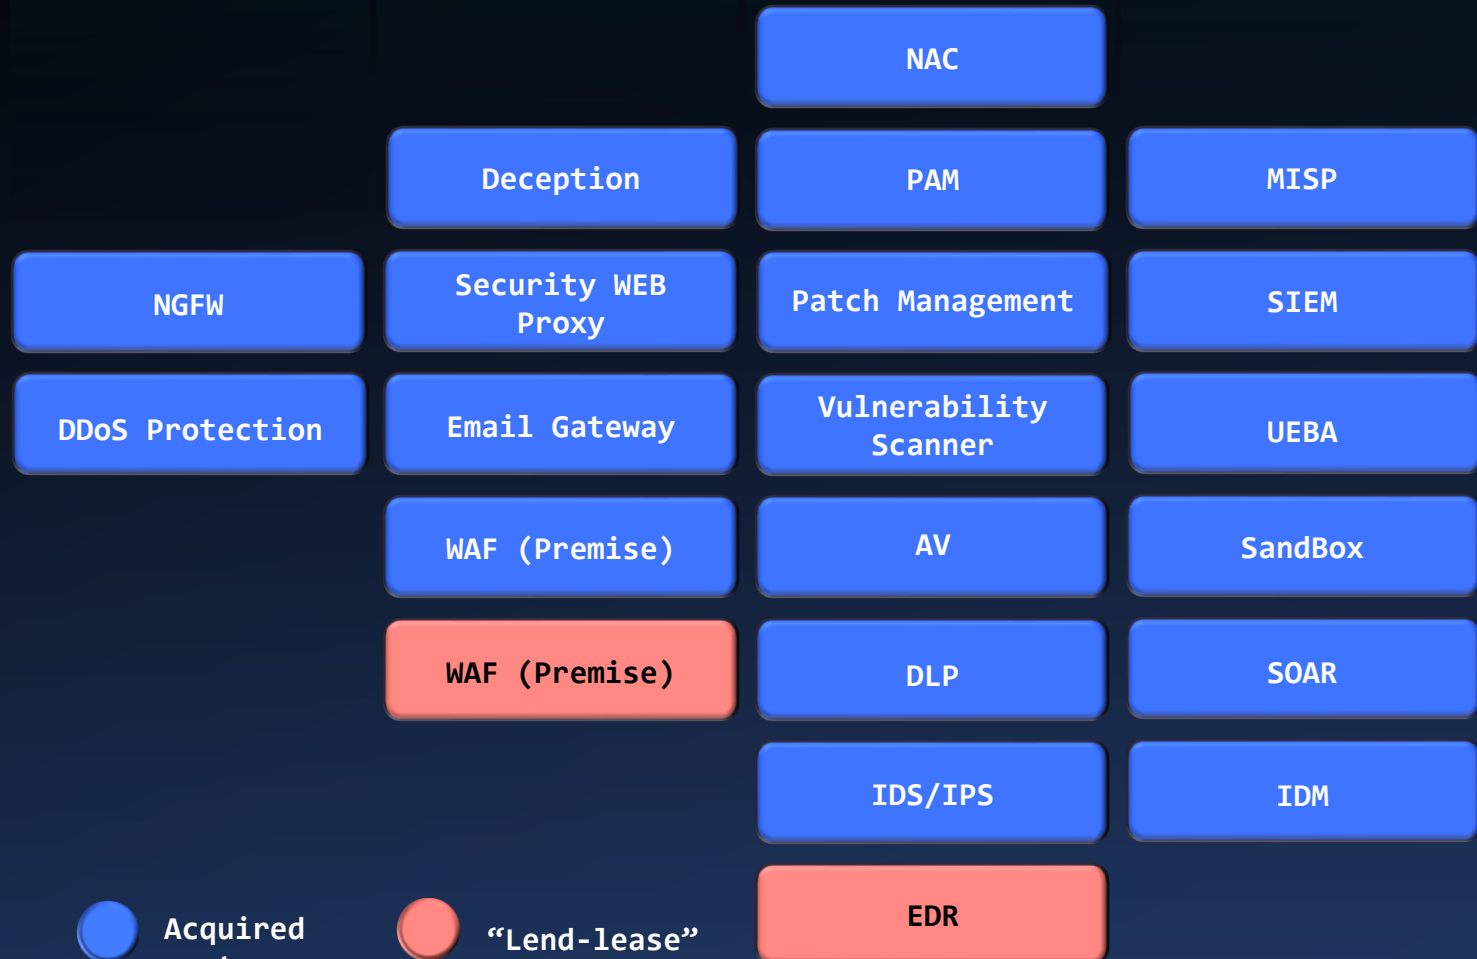 NAC
Deception
PAM
MISP
NGFW
Security WEB
Proxy
Patch Management
SIEM
DDoS Protection
Email Gateway
Vulnerability
Scanner
UEBA
WAF (Premise)
AV
SandBox
WAF (Premise)
DLP
SOAR
IDS/IPS
IDM
EDR
Acquired
“Lend-lease”